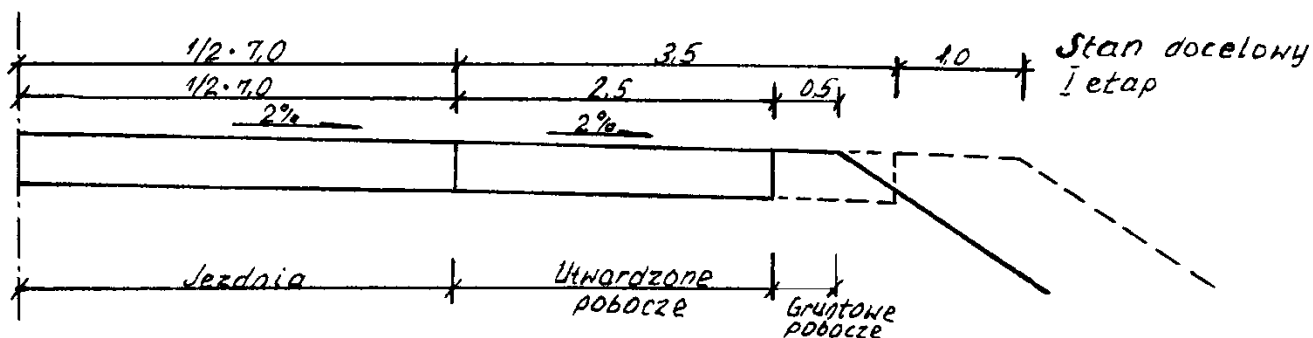 1/2·7,0 3,5 1,0 Stan docelowy
1/2·7,0 2,5 0,5 I etap
2% 2%
Jezdnia Utwardzone pobocze Gruntowe pobocze